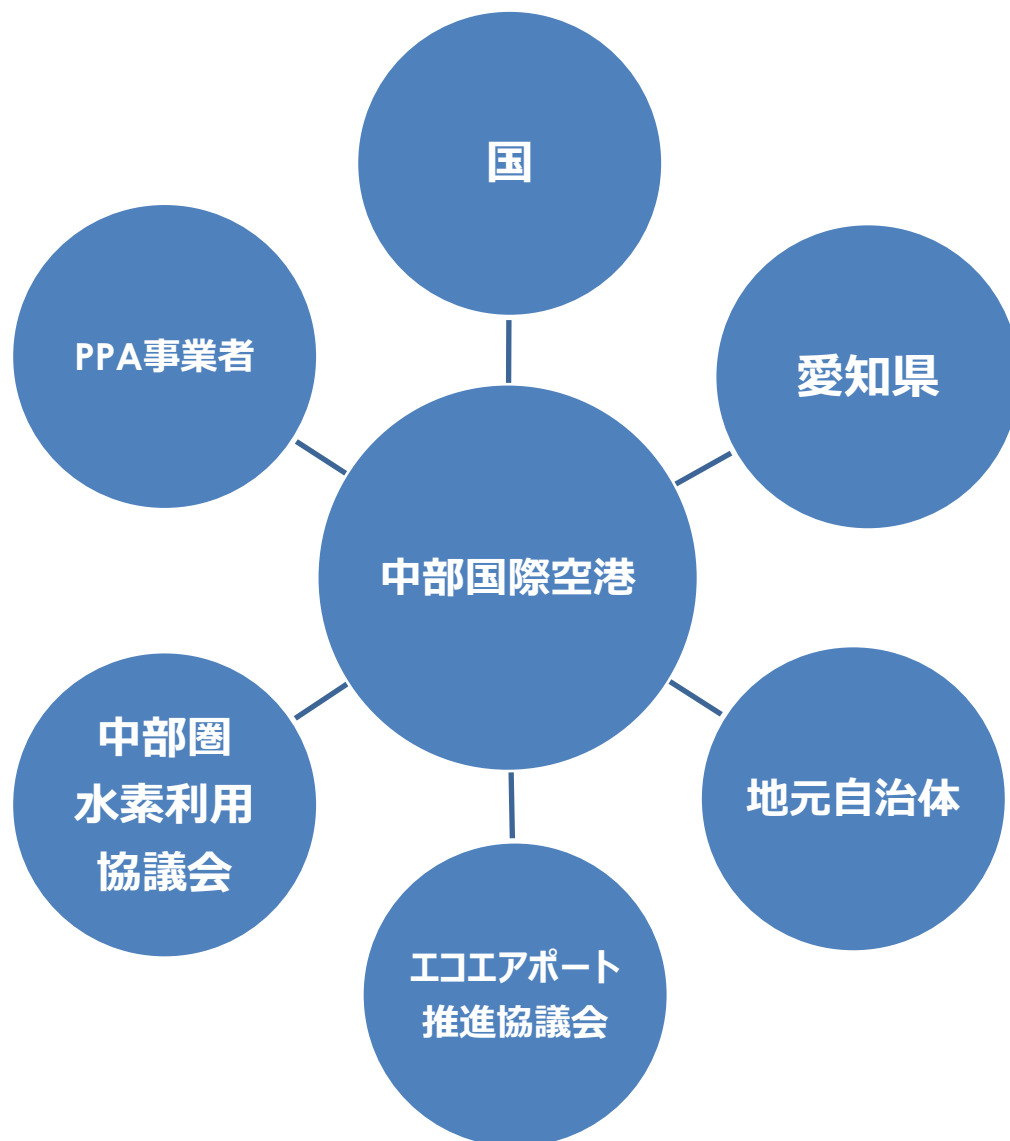 国
PPA事業者
愛知県
中部国際空港
中部圏
水素利用
協議会
地元自治体
エコエアポート
推進協議会